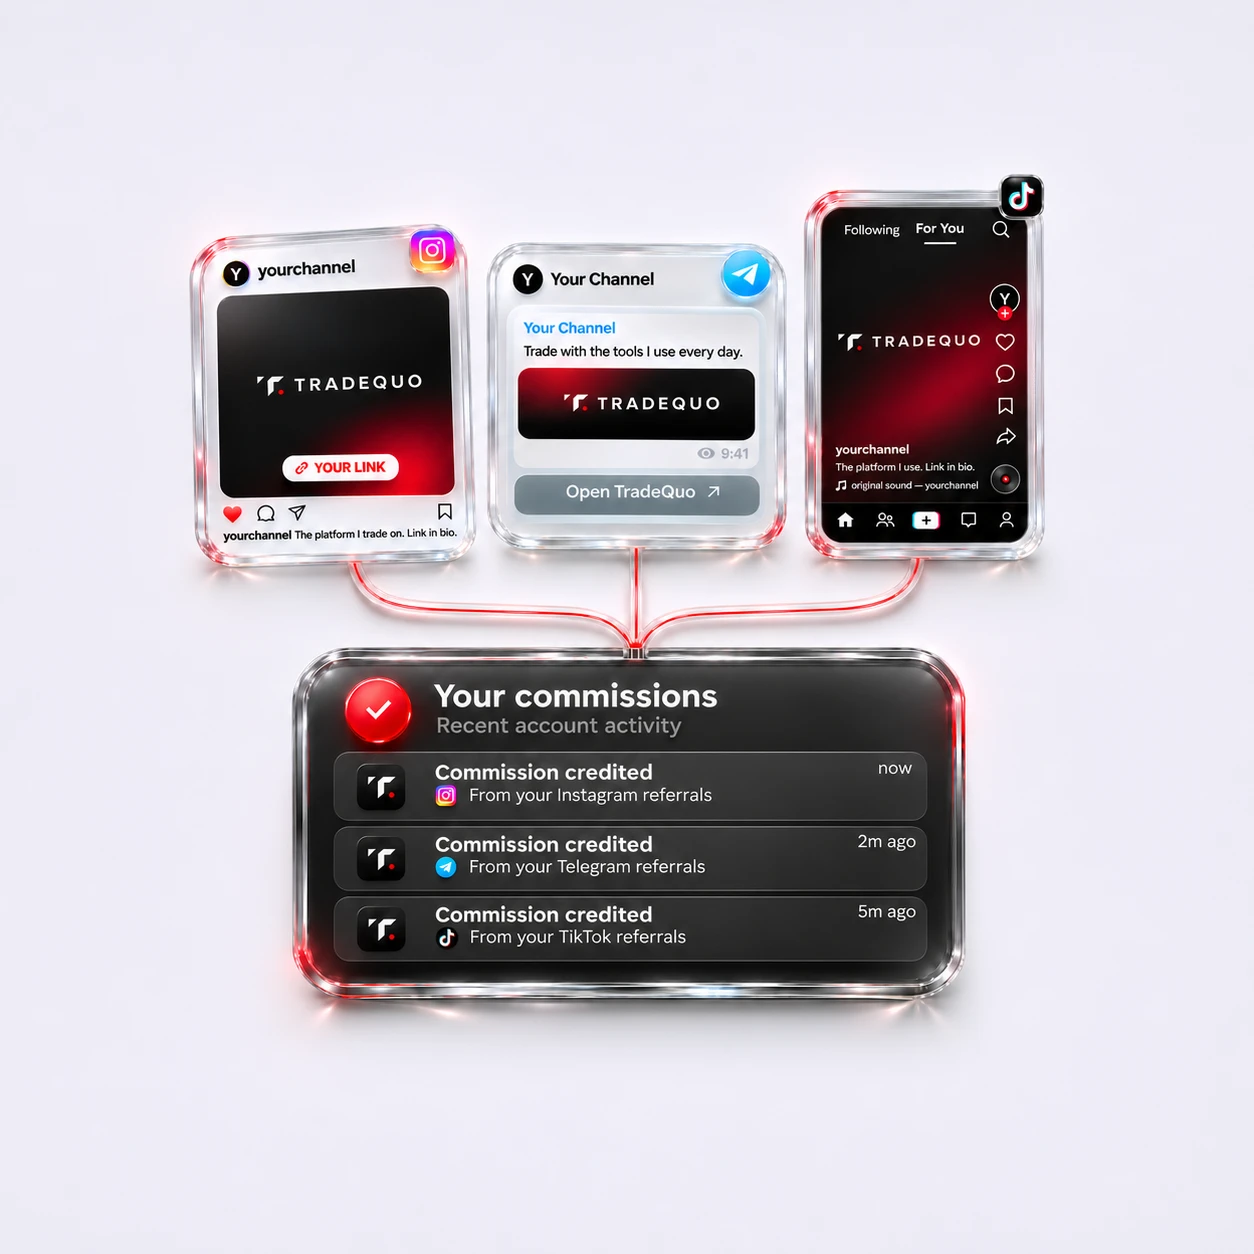 Y yourchannel
TRADEQUO
YOUR LINK
yourchannel The platform I trade on. Link in bio.
Y Your Channel
Your Channel
Trade with the tools I use every day.
TRADEQUO
9:41
Open TradeQuo
Following For You
Y
TRADEQUO
yourchannel
The platform I use. Link in bio.
original sound — yourchannel
Your commissions
Recent account activity
Commission credited now
From your Instagram referrals
Commission credited 2m ago
From your Telegram referrals
Commission credited 5m ago
From your TikTok referrals